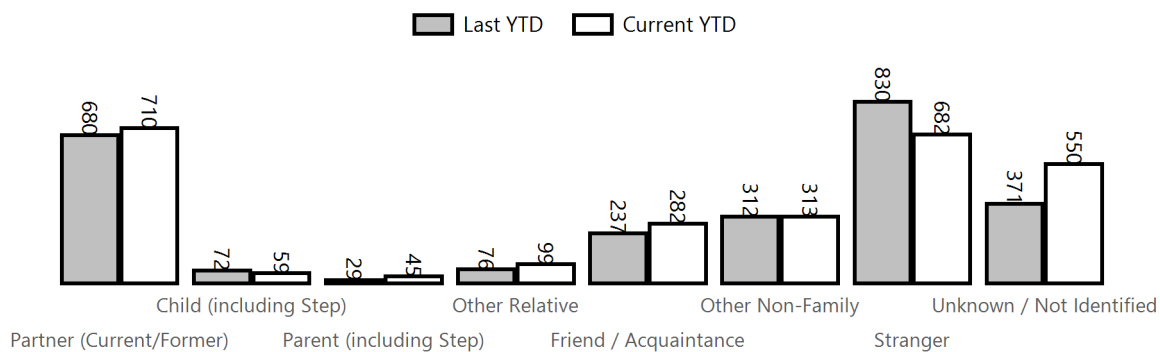 Last YTD Current YTD
680 710 72 59 29 45 76 99 237 282 312 313 830 682 371 550
Child (including Step) Other Relative Other Non-Family Unknown / Not Identified
Partner (Current/Former) Parent (including Step) Friend / Acquaintance Stranger